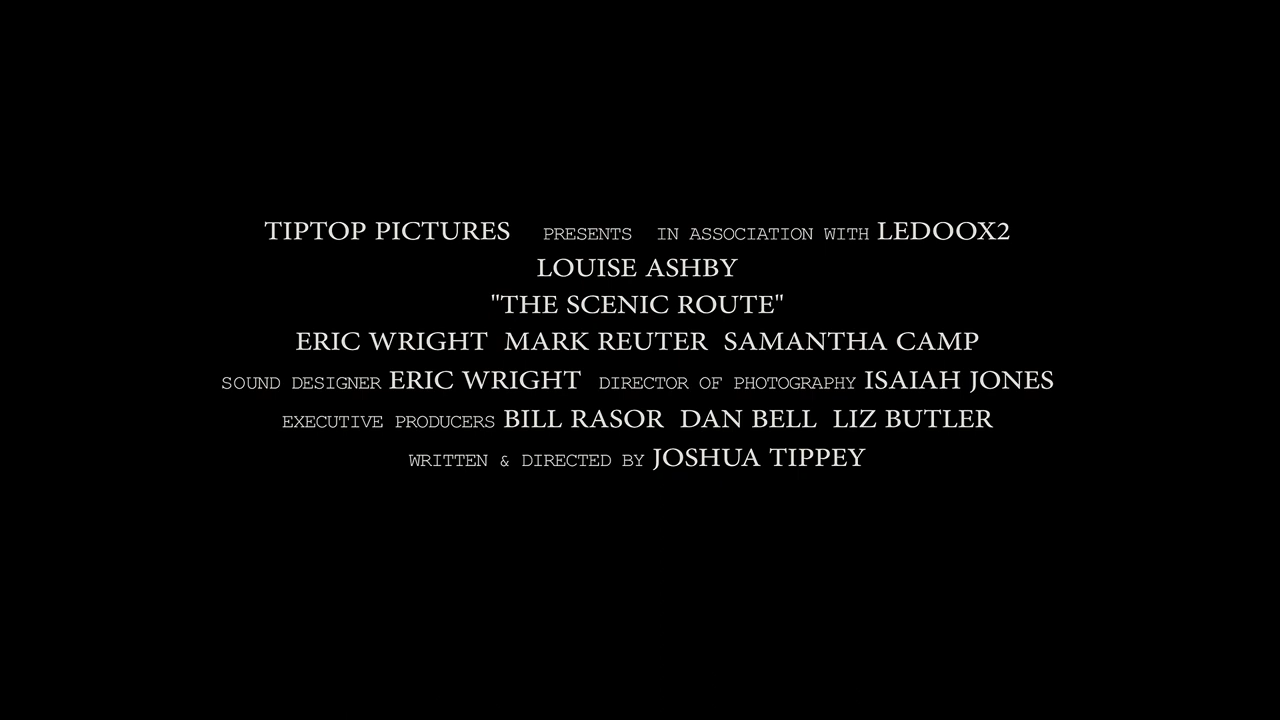 TIPTOP PICTURES PRESENTS IN ASSOCIATION WITH LEDOOX2
LOUISE ASHBY
"THE SCENIC ROUTE"
ERIC WRIGHT MARK REUTER SAMANTHA CAMP
SOUND DESIGNER ERIC WRIGHT DIRECTOR OF PHOTOGRAPHY ISAIAH JONES
EXECUTIVE PRODUCERS BILL RASOR DAN BELL LIZ BUTLER
WRITTEN & DIRECTED BY JOSHUA TIPPEY